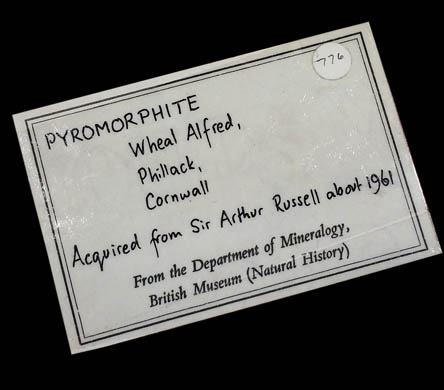 776
PYROMORPHITE
Wheal Alfred,
Phillack,
Cornwall
Acquired from Sir Arthur Russell about 1961
From the Department of Mineralogy,
British Museum (Natural History)